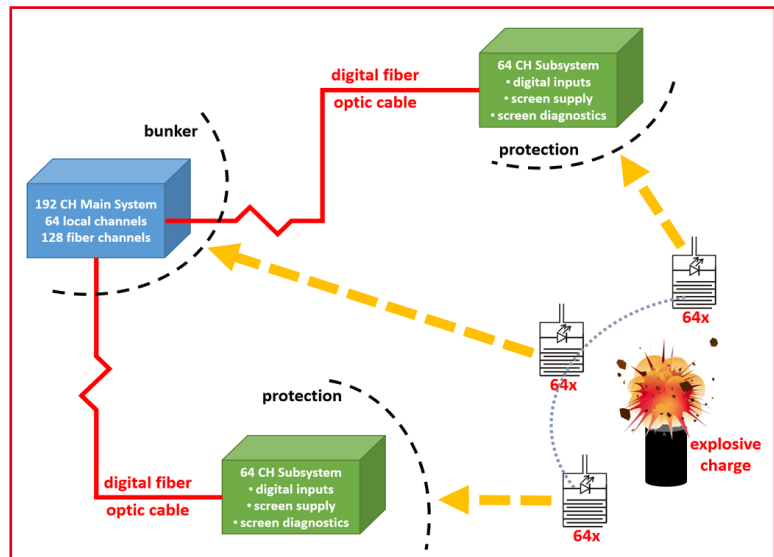 64 CH Subsystem
• digital inputs
• screen supply
• screen diagnostics
digital fiber
optic cable
bunker
protection
192 CH Main System
64 local channels
128 fiber channels
64x
64x
protection
explosive
charge
64 CH Subsystem
• digital inputs
• screen supply
• screen diagnostics
digital fiber
optic cable
64x